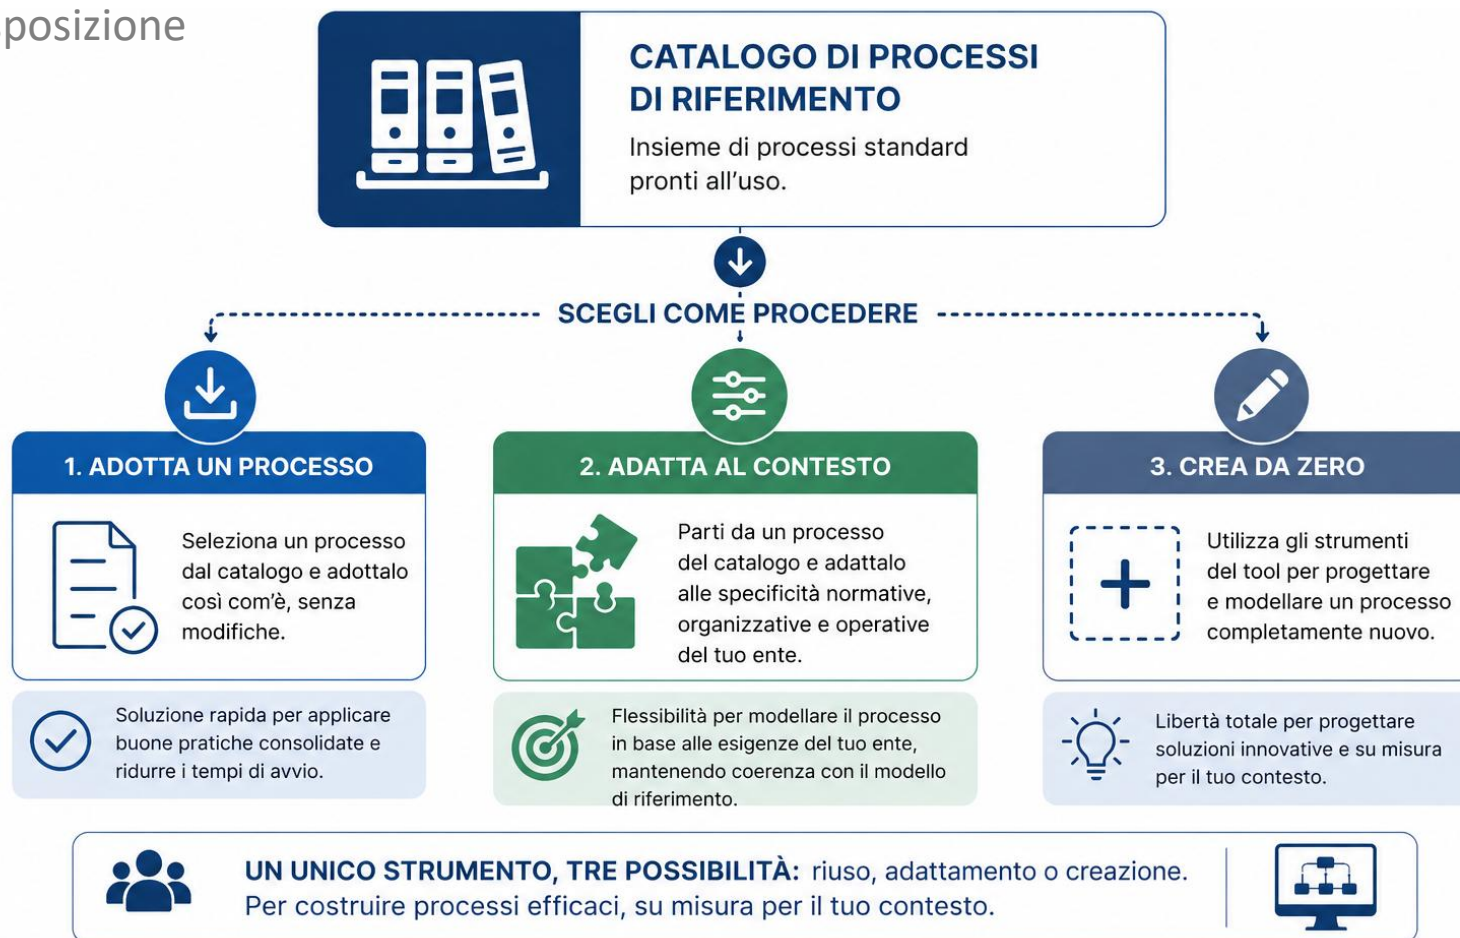 posizione
CATALOGO DI PROCESSI
DI RIFERIMENTO
Insieme di processi standard
pronti all'uso.
SCEGLI COME PROCEDERE
1. ADOTTA UN PROCESSO
Seleziona un processo
dal catalogo e adottalo
così com'è, senza
modifiche.
Soluzione rapida per applicare
buone pratiche consolidate e
ridurre i tempi di avvio.
2. ADATTA AL CONTESTO
Parti da un processo
del catalogo e adattalo
alle specificità normative,
organizzative e operative
del tuo ente.
Flessibilità per modellare il processo
in base alle esigenze del tuo ente,
mantenendo coerenza con il modello
di riferimento.
3. CREA DA ZERO
Utilizza gli strumenti
del tool per progettare
e modellare un processo
completamente nuovo.
Libertà totale per progettare
soluzioni innovative e su misura
per il tuo contesto.
UN UNICO STRUMENTO, TRE POSSIBILITÀ: riuso, adattamento o creazione.
Per costruire processi efficaci, su misura per il tuo contesto.